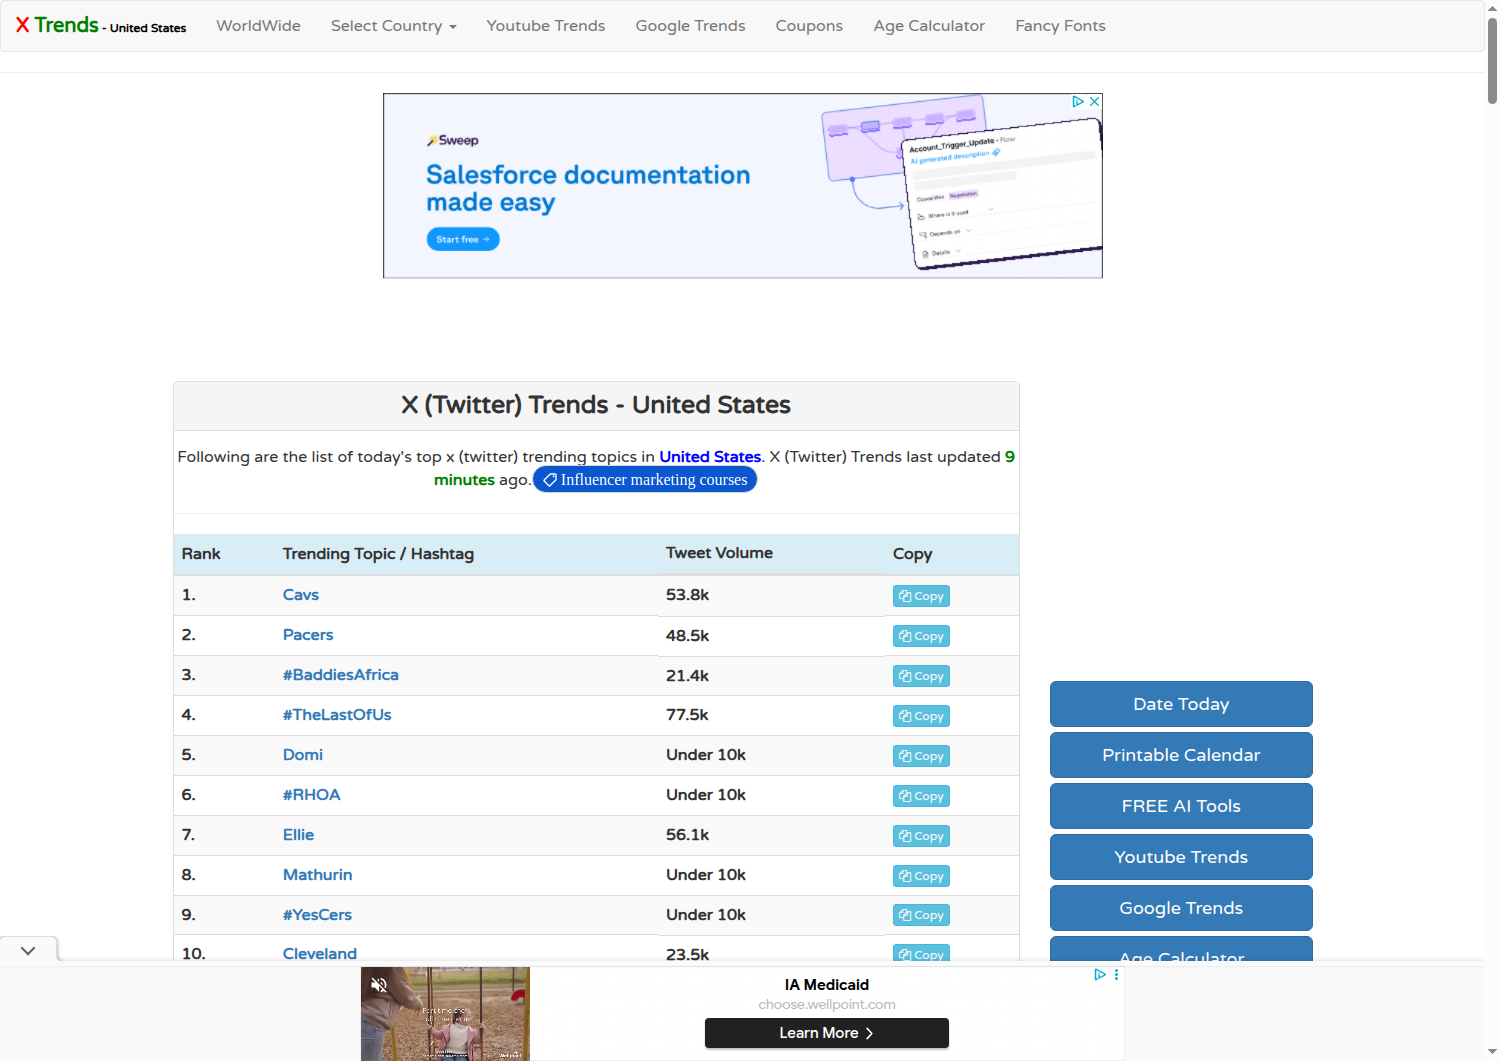 X Trends - United States
WorldWide
Select Country
Youtube Trends
Google Trends
Coupons
Age Calculator
Fancy Fonts
Sweep
Salesforce documentation
made easy
Start free →
Account_Trigger_Update • Flow
AI generated description
Closed Won Negotiation
Where is it used
Depends on
Details
X (Twitter) Trends - United States
Following are the list of today's top x (twitter) trending topics in United States. X (Twitter) Trends last updated 9
minutes ago. Influencer marketing courses
Rank Trending Topic / Hashtag Tweet Volume Copy
1. Cavs 53.8k Copy
2. Pacers 48.5k Copy
3. #BaddiesAfrica 21.4k Copy
4. #TheLastOfUs 77.5k Copy
5. Domi Under 10k Copy
6. #RHOA Under 10k Copy
7. Ellie 56.1k Copy
8. Mathurin Under 10k Copy
9. #YesCers Under 10k Copy
10. Cleveland 23.5k Copy
Date Today
Printable Calendar
FREE AI Tools
Youtube Trends
Google Trends
Age Calculator
IA Medicaid
choose.wellpoint.com
Learn More
Wellpoint